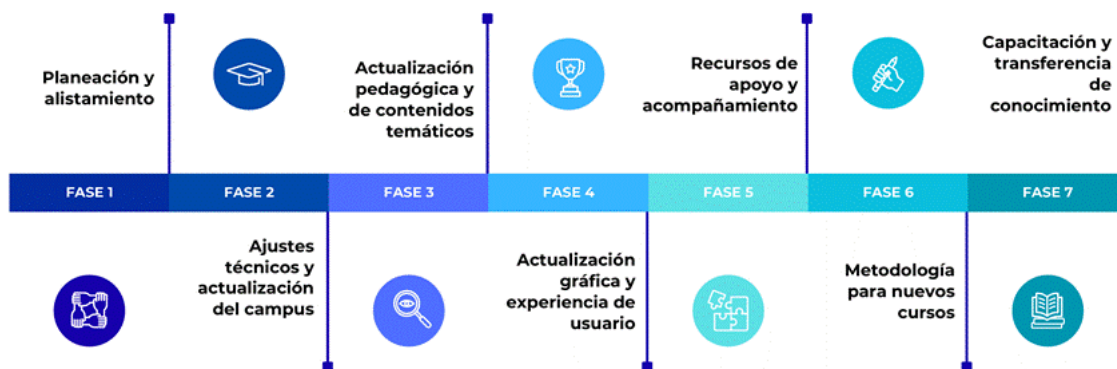 Planeación y
alistamiento
Actualización
pedagógica y
de contenidos
temáticos
Recursos de
apoyo y
acompañamiento
Capacitación y
transferencia
de
conocimiento
FASE 1
FASE 2
FASE 3
FASE 4
FASE 5
FASE 6
FASE 7
Ajustes
técnicos y
actualización
del campus
Actualización
gráfica y
experiencia de
usuario
Metodología
para nuevos
cursos